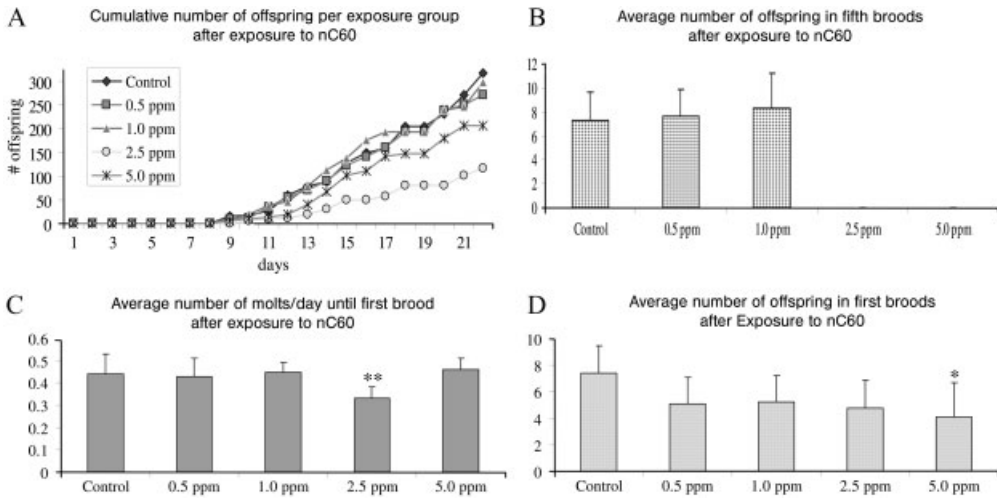 A
Cumulative number of offspring per exposure group
after exposure to nC60
# offspring
300
250
200
150
100
50
0
Control
0.5 ppm
1.0 ppm
2.5 ppm
5.0 ppm
1 3 5 7 9 11 13 15 17 19 21
days
B
Average number of offspring in fifth broods
after exposure to nC60
12
10
8
6
4
2
0
Control 0.5 ppm 1.0 ppm 2.5 ppm 5.0 ppm
C
Average number of molts/day until first brood
after exposure to nC60
0.6
0.5
0.4
0.3
0.2
0.1
0
**
Control 0.5 ppm 1.0 ppm 2.5 ppm 5.0 ppm
D
Average number of offspring in first broods
after Exposure to nC60
10
8
6
4
2
0
*
Control 0.5 ppm 1.0 ppm 2.5 ppm 5.0 ppm